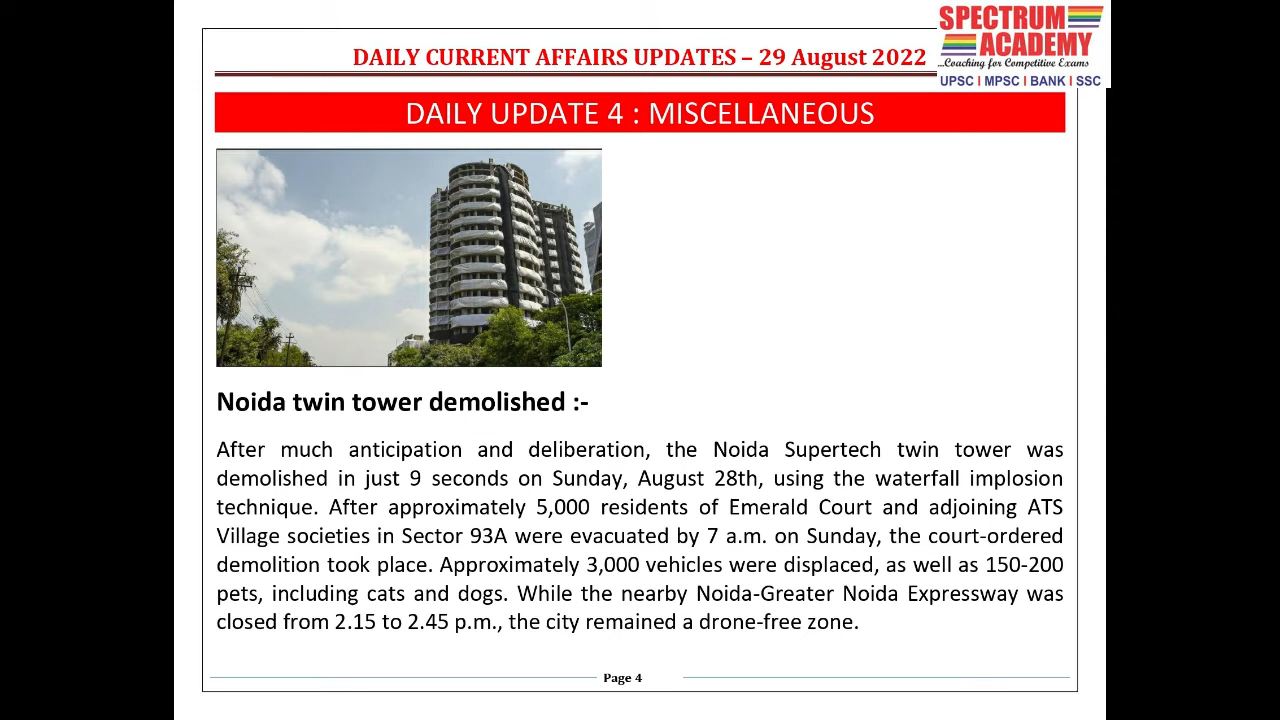 SPECTRUM
ACADEMY
...Coaching for Competitive Exams
UPSC I MPSC I BANK I SSC
DAILY CURRENT AFFAIRS UPDATES – 29 August 2022
DAILY UPDATE 4 : MISCELLANEOUS
Noida twin tower demolished :-
After much anticipation and deliberation, the Noida Supertech twin tower was
demolished in just 9 seconds on Sunday, August 28th, using the waterfall implosion
technique. After approximately 5,000 residents of Emerald Court and adjoining ATS
Village societies in Sector 93A were evacuated by 7 a.m. on Sunday, the court-ordered
demolition took place. Approximately 3,000 vehicles were displaced, as well as 150-200
pets, including cats and dogs. While the nearby Noida-Greater Noida Expressway was
closed from 2.15 to 2.45 p.m., the city remained a drone-free zone.
Page 4